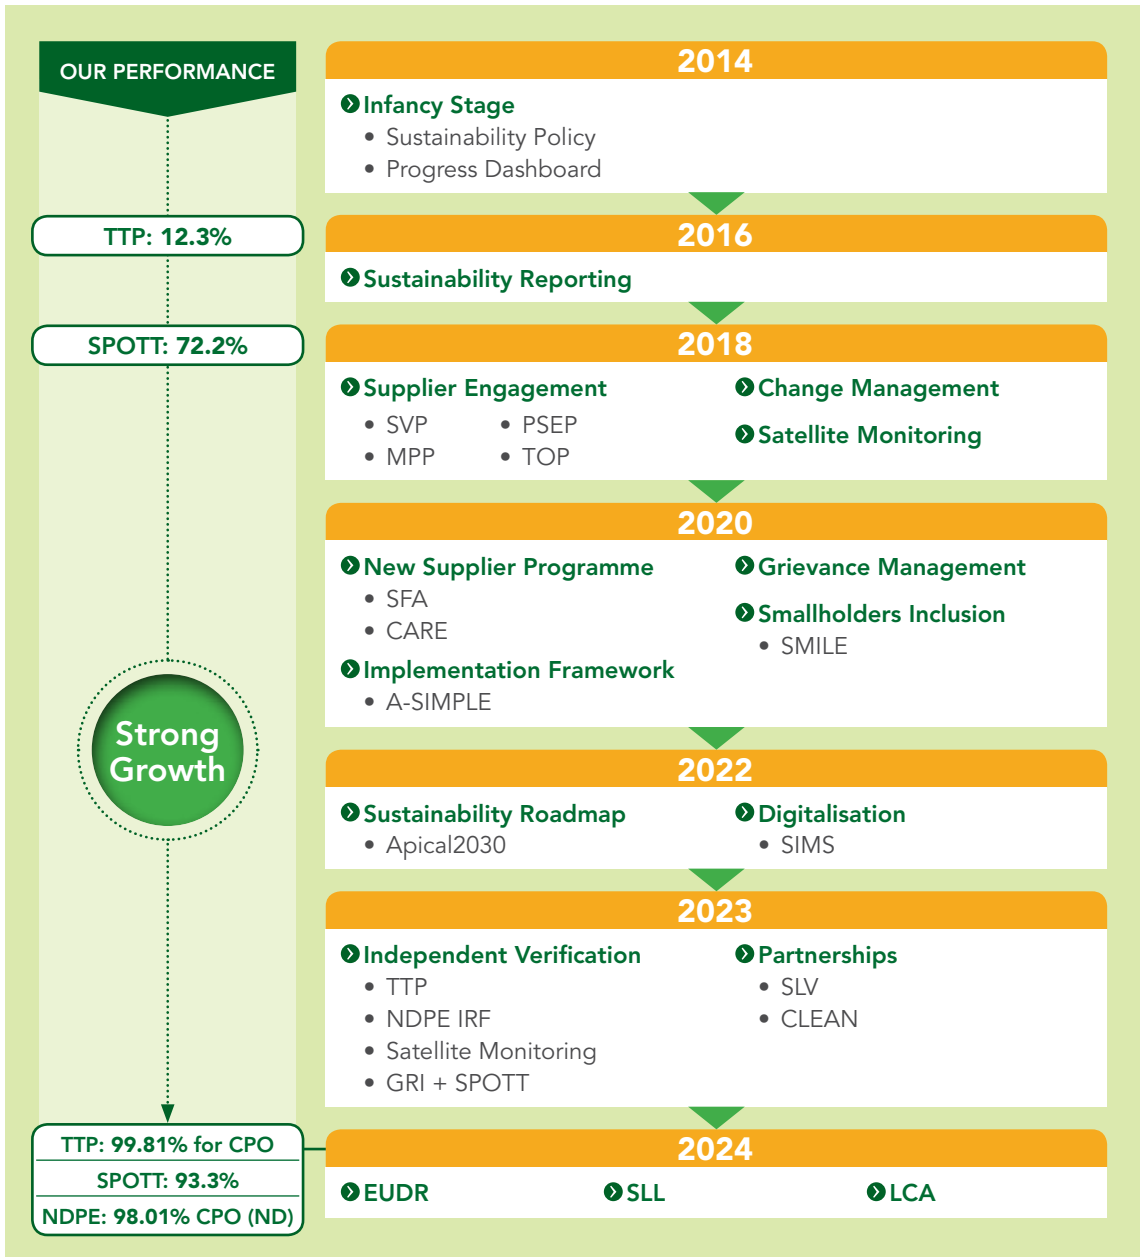 OUR PERFORMANCE
TTP: 12.3%
SPOTT: 72.2%
Strong
Growth
TTP: 99.81% for CPO
SPOTT: 93.3%
NDPE: 98.01% CPO (ND)
2014
Infancy Stage
• Sustainability Policy
• Progress Dashboard
2016
Sustainability Reporting
2018
Supplier Engagement
• SVP
• MPP
• PSEP
• TOP
Change Management
Satellite Monitoring
2020
New Supplier Programme
• SFA
• CARE
Implementation Framework
• A-SIMPLE
Grievance Management
Smallholders Inclusion
• SMILE
2022
Sustainability Roadmap
• Apical2030
Digitalisation
• SIMS
2023
Independent Verification
• TTP
• NDPE IRF
• Satellite Monitoring
• GRI + SPOTT
Partnerships
• SLV
• CLEAN
2024
EUDR
SLL
LCA